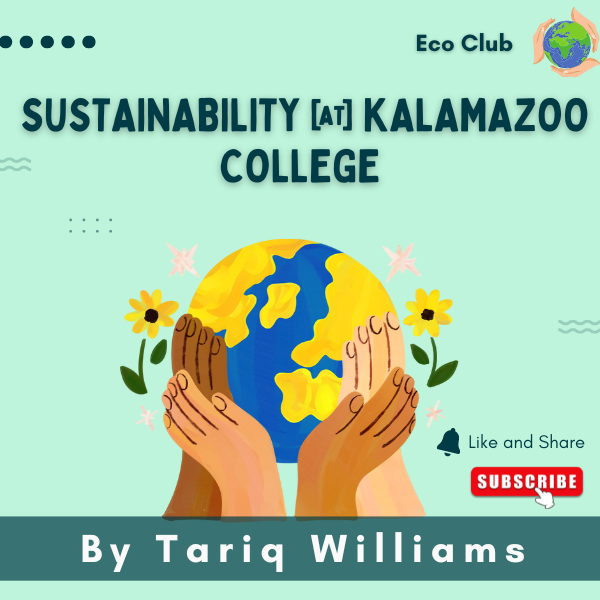 Eco Club
SUSTAINABILITY [AT] KALAMAZOO
COLLEGE
Like and Share
SUBSCRIBE
By Tariq Williams